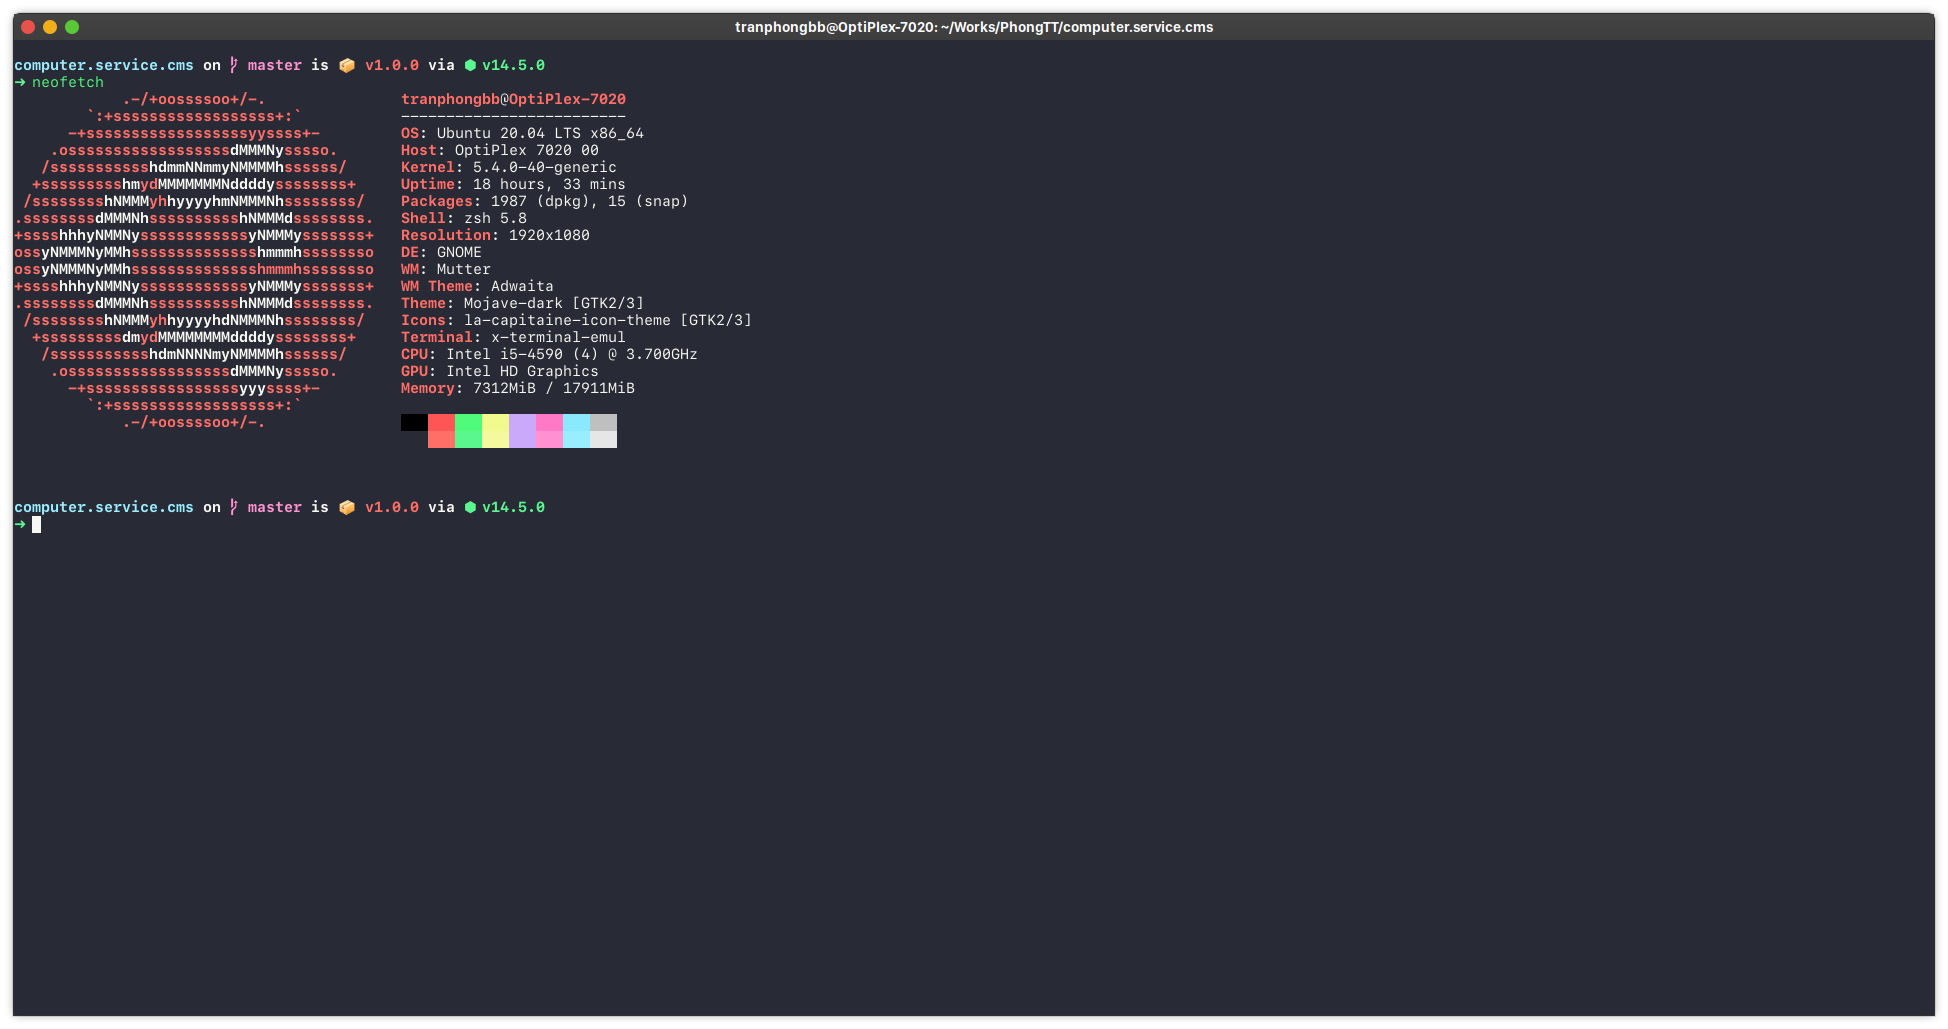 tranphongbb@OptiPlex-7020: ~/Works/PhongTT/computer.service.cms
computer.service.cms on master is 📦 v1.0.0 via ⬢ v14.5.0
➜ neofetch
.-/+oossssoo+/-. tranphongbb@OptiPlex-7020
`:+ssssssssssssssssss+:` -------------------------
-+ssssssssssssssssssyyssss+- OS: Ubuntu 20.04 LTS x86_64
.ossssssssssssssssssdMMMNysssso. Host: OptiPlex 7020 00
/ssssssssssshdmmNNmmyNMMMMhssssss/ Kernel: 5.4.0-40-generic
+ssssssssshmydMMMMMMMNddddyssssssss+ Uptime: 18 hours, 33 mins
/sssssssshNMMMyhhyyyyhmNMMMNhssssssss/ Packages: 1987 (dpkg), 15 (snap)
.ssssssssdMMMNhsssssssssshNMMMdssssssss. Shell: zsh 5.8
+sssshhhyNMMNyssssssssssssyNMMMysssssss+ Resolution: 1920x1080
ossyNMMMNyMMhsssssssssssssshmmmhssssssso DE: GNOME
ossyNMMMNyMMhsssssssssssssshmmmhssssssso WM: Mutter
+sssshhhyNMMNyssssssssssssyNMMMysssssss+ WM Theme: Adwaita
.ssssssssdMMMNhsssssssssshNMMMdssssssss. Theme: Mojave-dark [GTK2/3]
/sssssssshNMMMyhhyyyyhdNMMMNhssssssss/ Icons: la-capitaine-icon-theme [GTK2/3]
+sssssssssdmydMMMMMMMMddddyssssssss+ Terminal: x-terminal-emul
/ssssssssssshdmNNNNmyNMMMMhssssss/ CPU: Intel i5-4590 (4) @ 3.700GHz
.ossssssssssssssssssdMMMNysssso. GPU: Intel HD Graphics
-+sssssssssssssssssyyyssss+- Memory: 7312MiB / 17911MiB
`:+ssssssssssssssssss+:`
.-/+oossssoo+/-.
computer.service.cms on master is 📦 v1.0.0 via ⬢ v14.5.0
➜